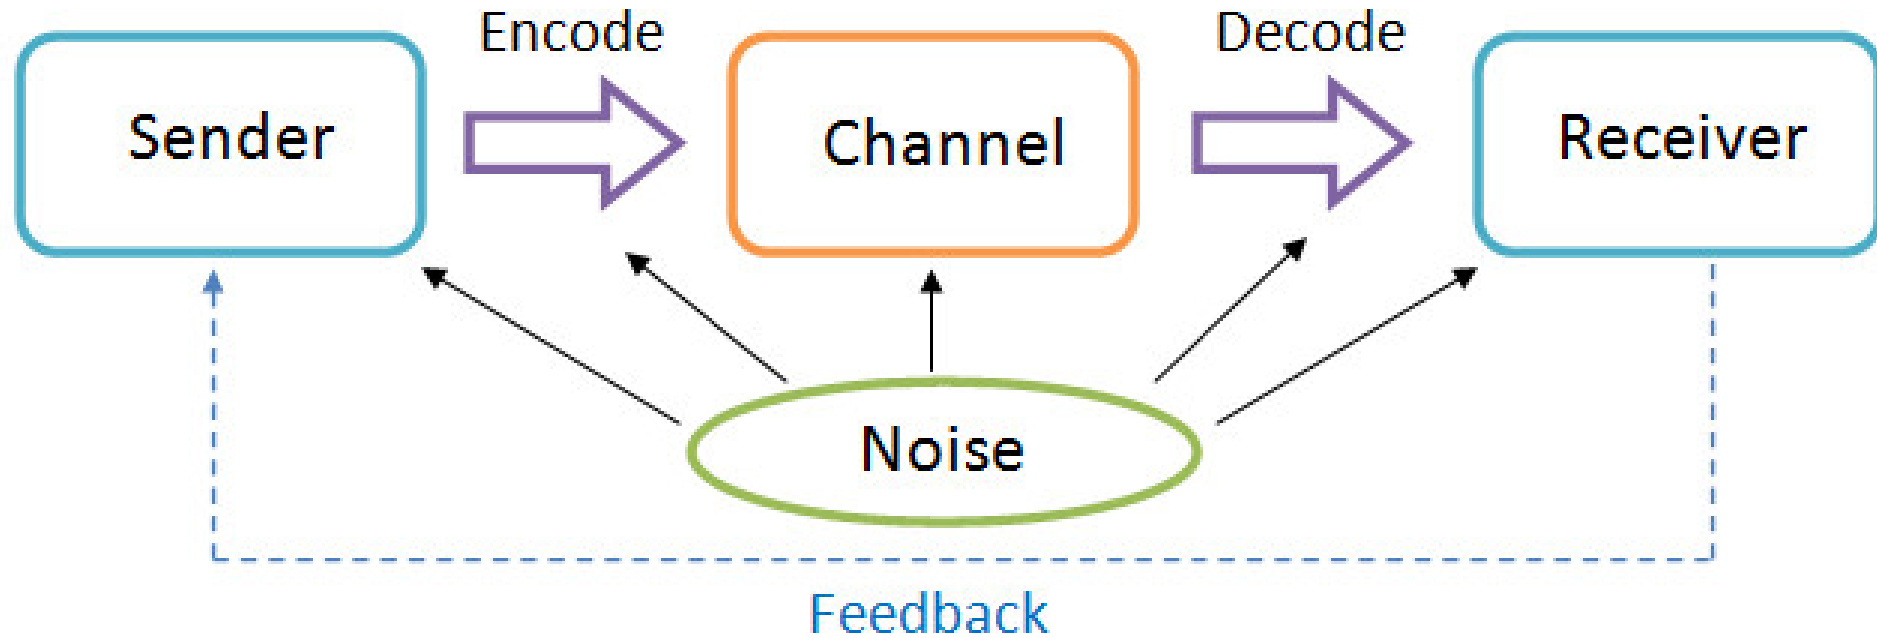 Encode
Decode
Sender
Channel
Receiver
Noise
Feedback